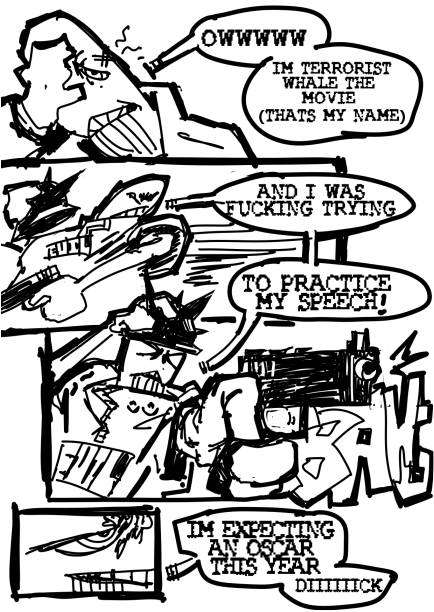 OWWWWW
IM TERRORIST
WHALE THE
MOVIE
(THATS MY NAME)
AND I WAS
FUCKING TRYING
TO PRACTICE
MY SPEECH!
BANG
IM EXPECTING
AN OSCAR
THIS YEAR
DIIIIIICK